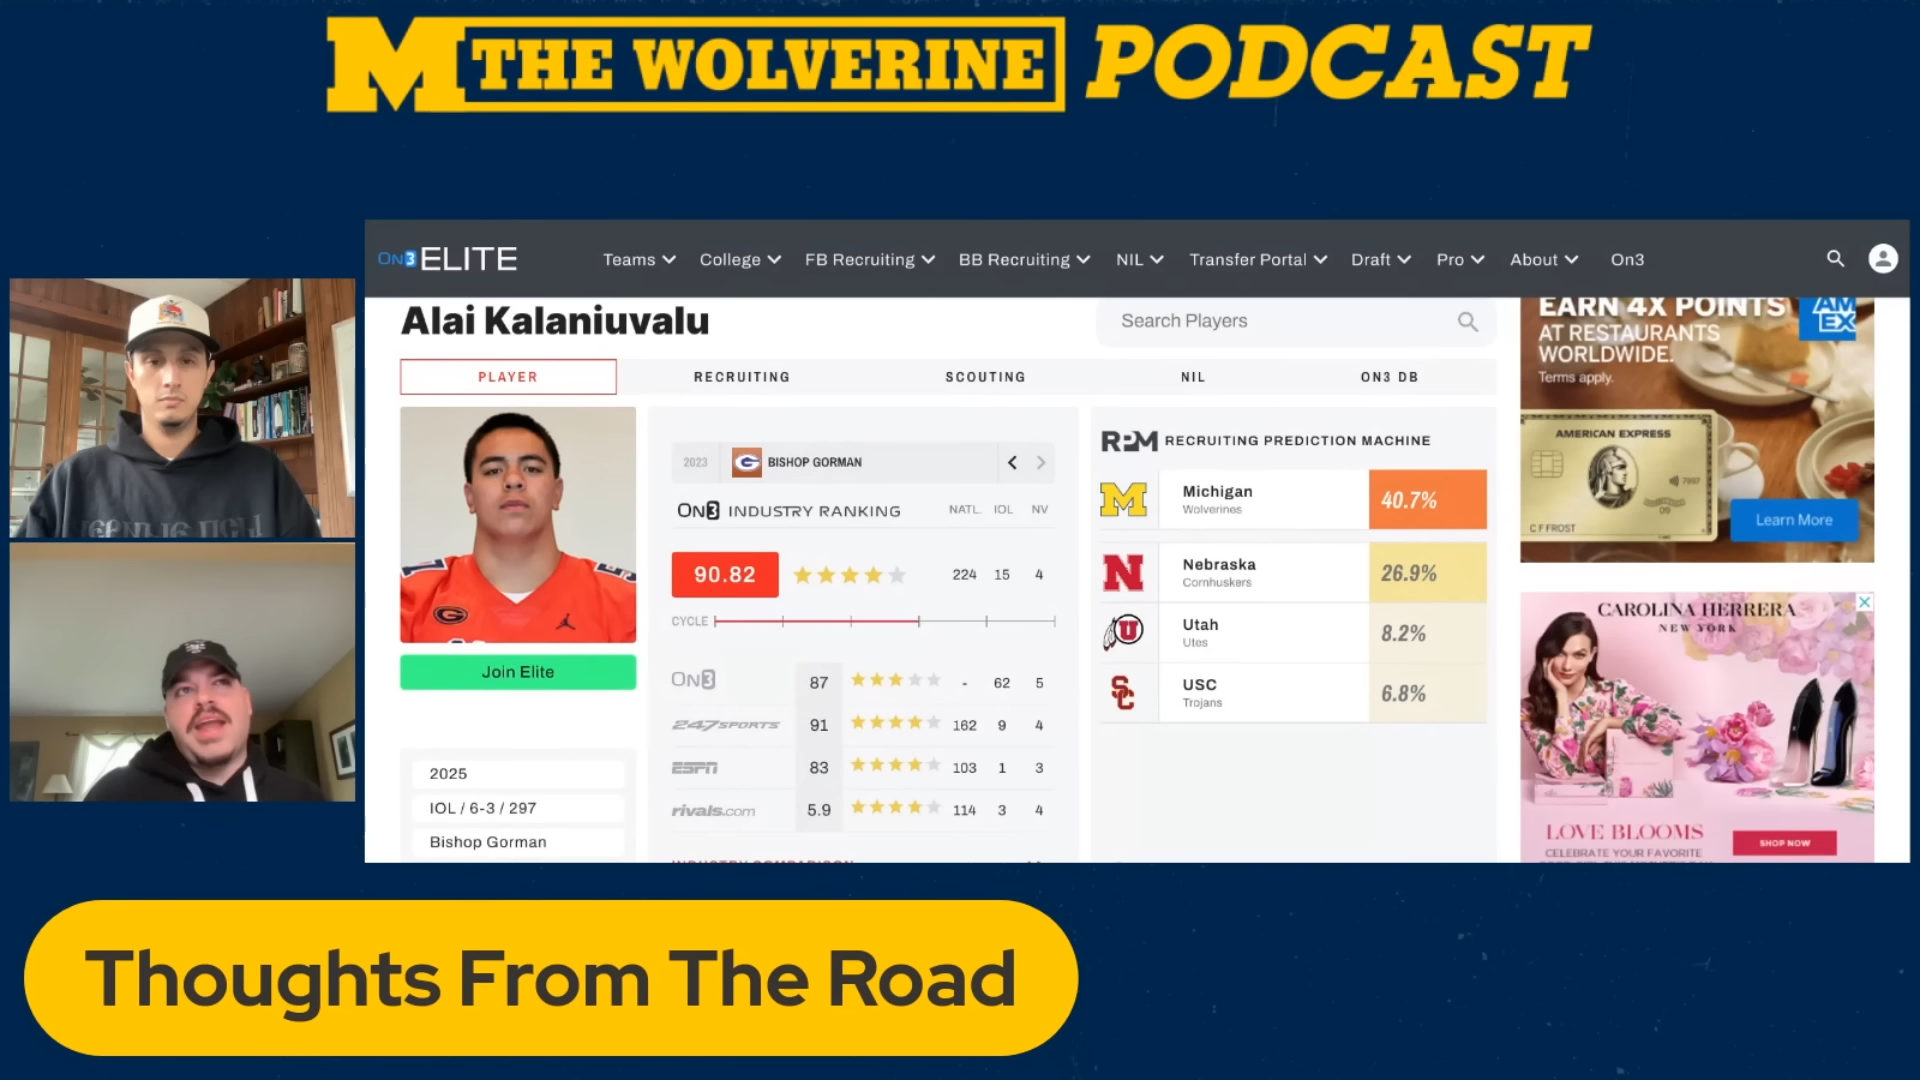 M THE WOLVERINE PODCAST
ON3 ELITE Teams College FB Recruiting BB Recruiting NIL Transfer Portal Draft Pro About On3
Alai Kalaniuvalu
Search Players
PLAYER RECRUITING SCOUTING NIL ON3 DB
2023 BISHOP GORMAN
ON3 INDUSTRY RANKING NATL. IOL NV
90.82 224 15 4
CYCLE
ON3 87 - 62 5
247SPORTS 91 162 9 4
ESPN 83 103 1 3
rivals.com 5.9 114 3 4
Join Elite
2025
IOL / 6-3 / 297
Bishop Gorman
RPM RECRUITING PREDICTION MACHINE
Michigan
Wolverines
40.7%
Nebraska
Cornhuskers
26.9%
Utah
Utes
8.2%
USC
Trojans
6.8%
EARN 4X POINTS
AT RESTAURANTS
WORLDWIDE.
Terms apply.
AM
EX
AMERICAN EXPRESS
7997
09
C F FROST
Learn More
CAROLINA HERRERA
NEW YORK
LOVE BLOOMS
CELEBRATE YOUR FAVORITE
SHOP NOW
Thoughts From The Road